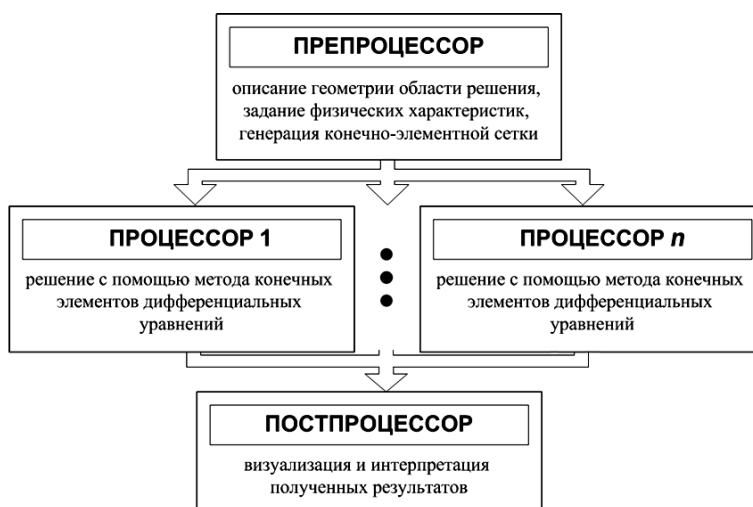 ПРЕПРОЦЕССОР
описание геометрии области решения,
задание физических характеристик,
генерация конечно-элементной сетки
ПРОЦЕССОР 1
решение с помощью метода конечных
элементов дифференциальных
уравнений
ПРОЦЕССОР n
решение с помощью метода конечных
элементов дифференциальных
уравнений
ПОСТПРОЦЕССОР
визуализация и интерпретация
полученных результатов